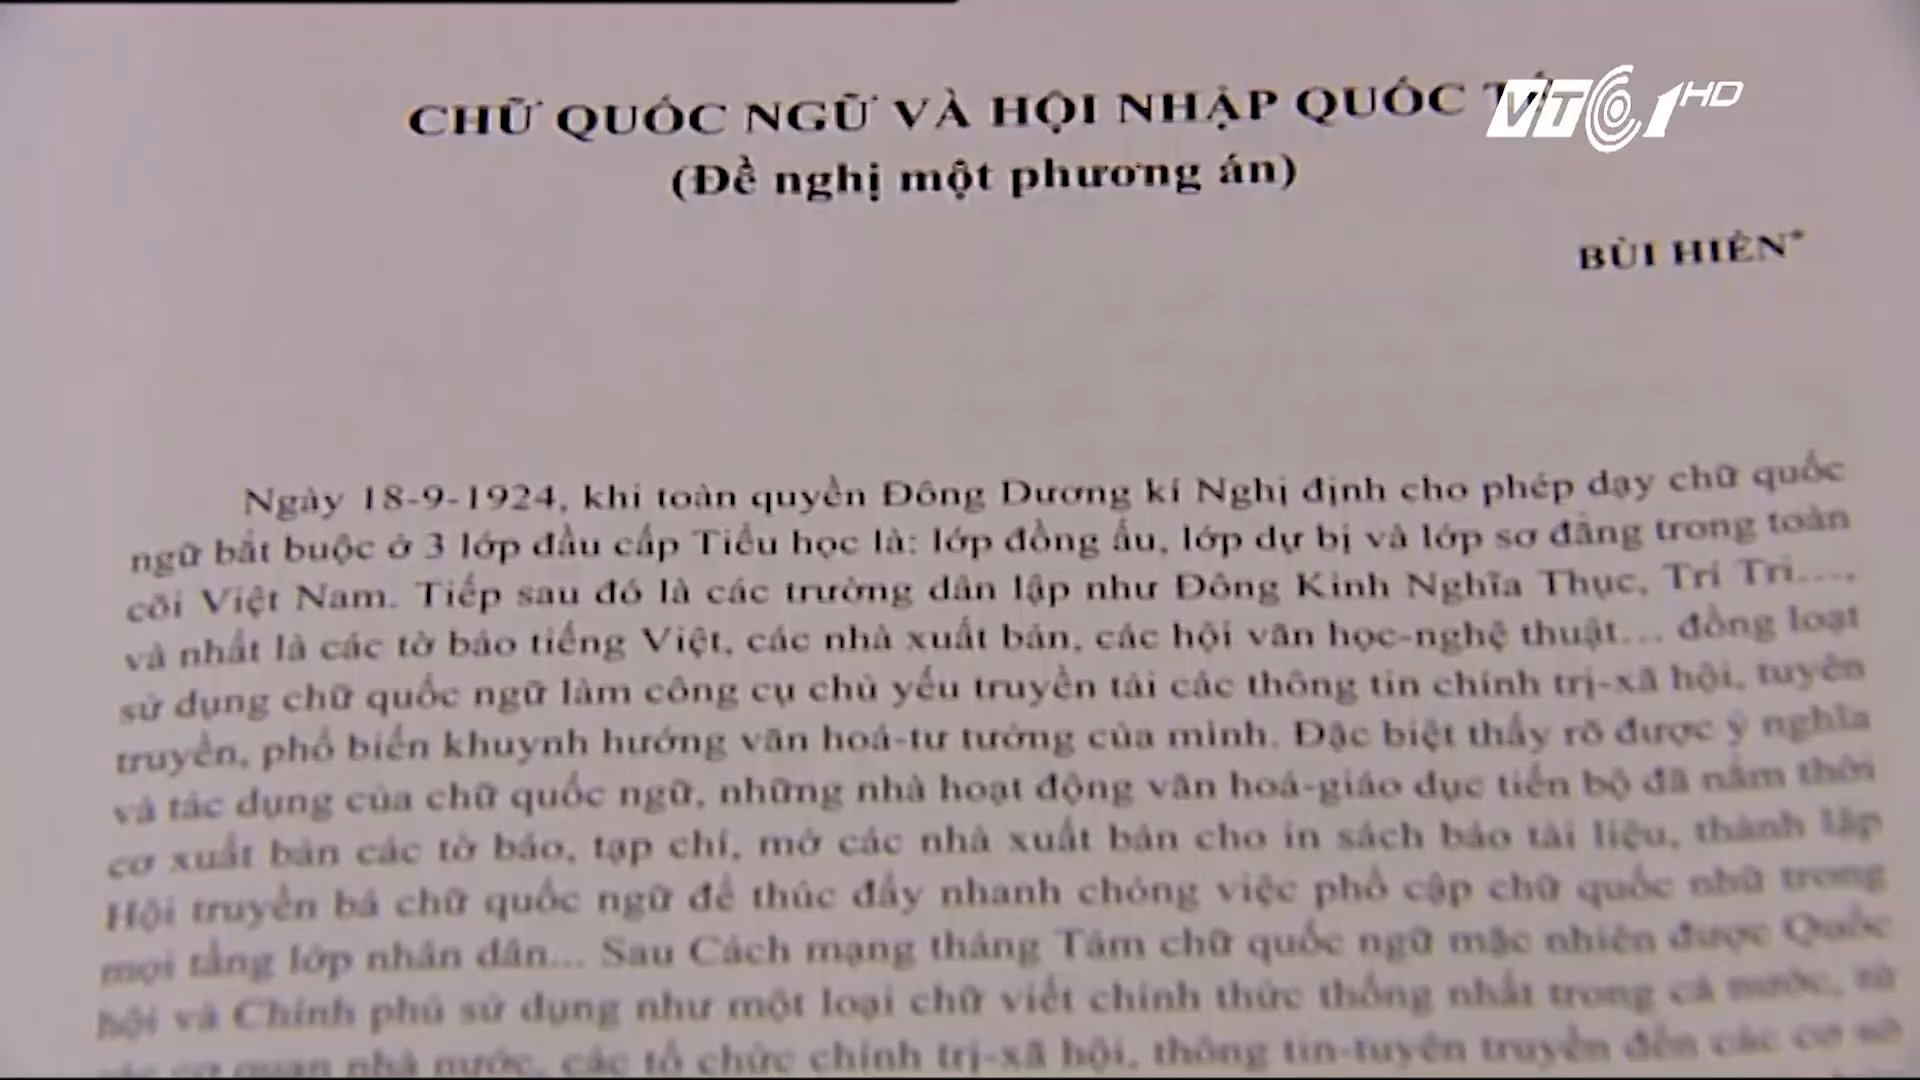 CHỮ QUỐC NGỮ VÀ HỘI NHẬP QUỐC TẾ
VTC1 HD
(Đề nghị một phương án)
BÙI HIỀN*
Ngày 18-9-1924, khi toàn quyền Đông Dương kí Nghị định cho phép dạy chữ quốc
ngữ bắt buộc ở 3 lớp đầu cấp Tiểu học là: lớp đồng ấu, lớp dự bị và lớp sơ đẳng trong toàn
cõi Việt Nam. Tiếp sau đó là các trường dân lập như Đông Kinh Nghĩa Thục, Trí Tri...,
và nhất là các tờ báo tiếng Việt, các nhà xuất bản, các hội văn học-nghệ thuật... đồng loạt
sử dụng chữ quốc ngữ làm công cụ chủ yếu truyền tải các thông tin chính trị-xã hội, tuyên
truyền, phổ biến khuynh hướng văn hoá-tư tưởng của mình. Đặc biệt thấy rõ được ý nghĩa
và tác dụng của chữ quốc ngữ, những nhà hoạt động văn hoá-giáo dục tiến bộ đã nắm thời
cơ xuất bản các tờ báo, tạp chí, mở các nhà xuất bản cho in sách báo tài liệu, thành lập
Hội truyền bá chữ quốc ngữ để thúc đẩy nhanh chóng việc phổ cập chữ quốc nhữ trong
mọi tầng lớp nhân dân... Sau Cách mạng tháng Tám chữ quốc ngữ mặc nhiên được Quốc
hội và Chính phủ sử dụng như một loại chữ viết chính thức thống nhất trong cả nước, từ
các cơ quan nhà nước, các tổ chức chính trị-xã hội, thông tin-tuyên truyền đến các cơ sở